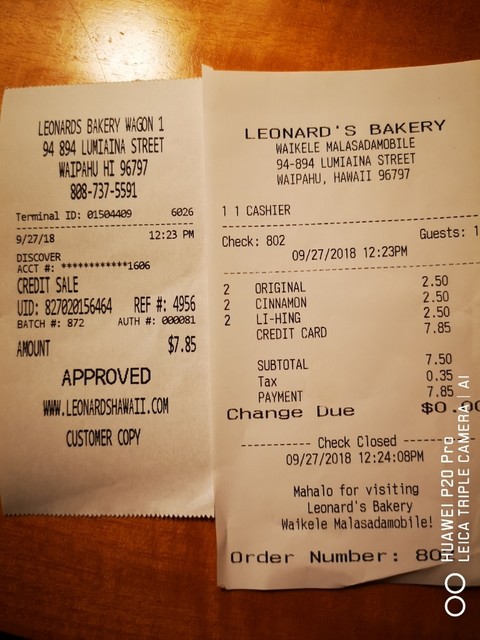 LEONARDS BAKERY WAGON 1
94 894 LUMIAINA STREET
WAIPAHU HI 96797
808-737-5591
Terminal ID: 01504409 6026
9/27/18 12:23 PM
DISCOVER
ACCT #: ************1606
CREDIT SALE
UID: 827020156464 REF #: 4956
BATCH #: 872 AUTH #: 000081
AMOUNT $7.85
APPROVED
WWW.LEONARDSHAWAII.COM
CUSTOMER COPY
LEONARD'S BAKERY
WAIKELE MALASADAMOBILE
94-894 LUMIAINA STREET
WAIPAHU, HAWAII 96797
1 1 CASHIER
Check: 802 Guests: 1
09/27/2018 12:23PM
2 ORIGINAL 2.50
2 CINNAMON 2.50
2 LI-HING 2.50
CREDIT CARD 7.85
SUBTOTAL 7.50
Tax 0.35
PAYMENT 7.85
Change Due $0.00
Check Closed
09/27/2018 12:24:08PM
Mahalo for visiting
Leonard's Bakery
Waikele Malasadamobile!
Order Number: 80
HUAWEI P20 Pro
LEICA TRIPLE CAMERA | AI